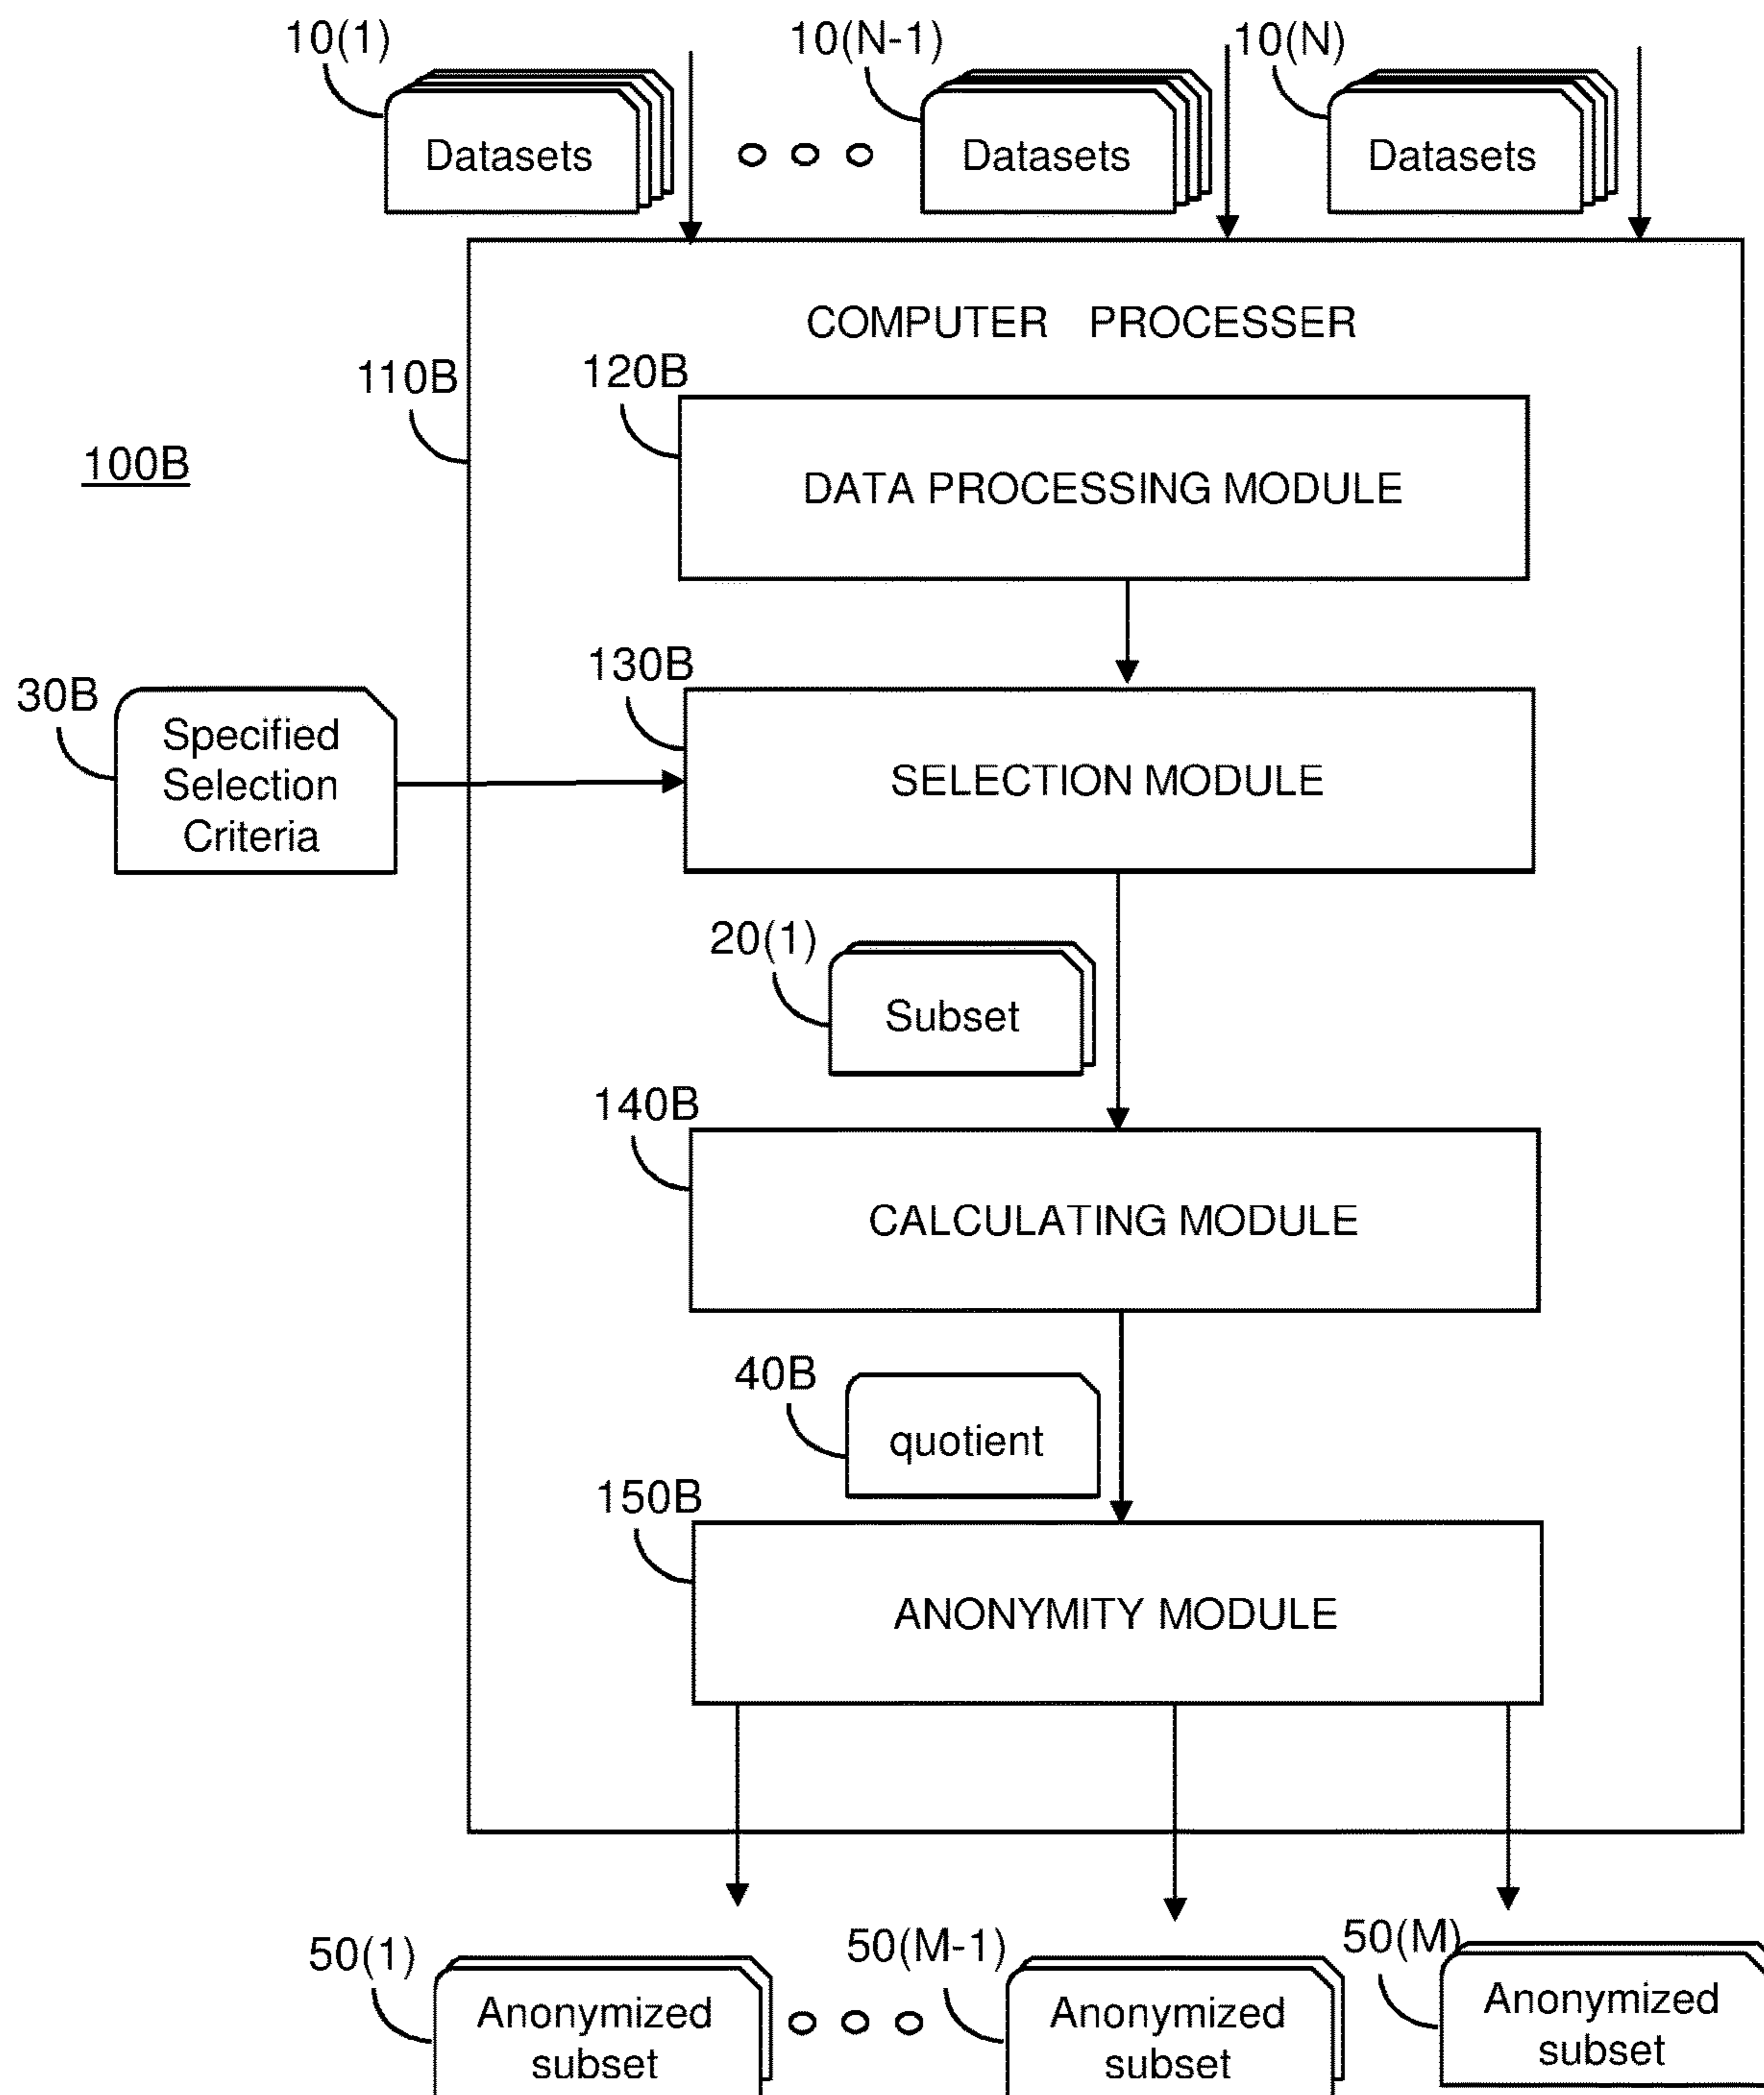 10(1) 10(N-1) 10(N)
Datasets Datasets Datasets
COMPUTER PROCESSER
110B 120B
100B
DATA PROCESSING MODULE
130B
30B
Specified
Selection
Criteria
SELECTION MODULE
20(1)
Subset
140B
CALCULATING MODULE
40B
quotient
150B
ANONYMITY MODULE
50(1) 50(M-1) 50(M)
Anonymized Anonymized Anonymized
subset subset subset